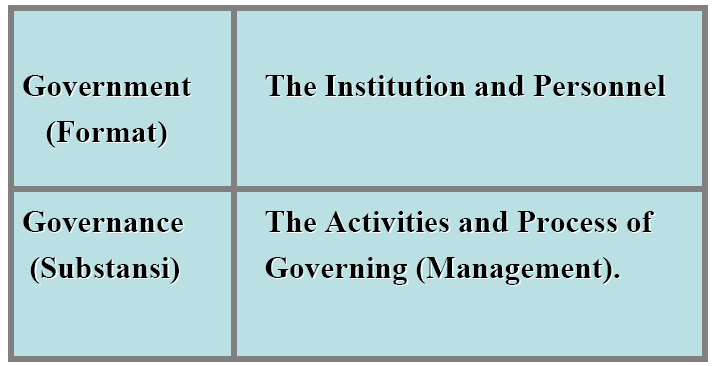 Government
(Format)
The Institution and Personnel
Governance
(Substansi)
The Activities and Process of
Governing (Management).